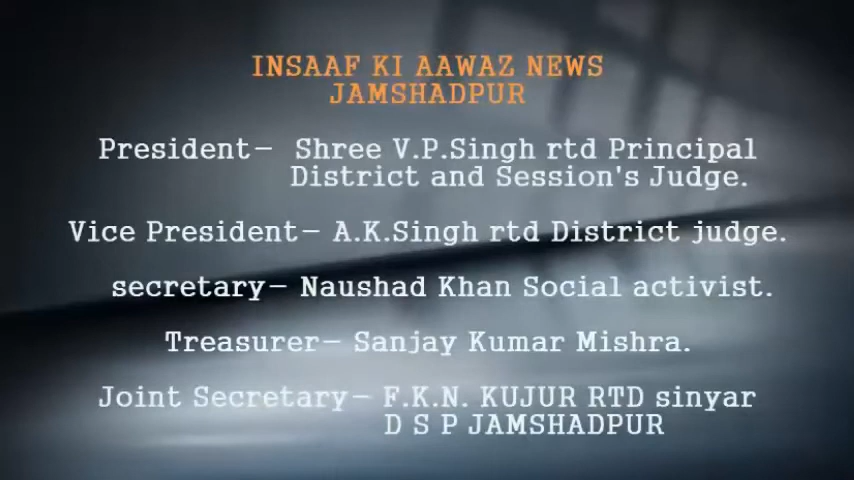 INSAAF KI AAWAZ NEWS
JAMSHADPUR
President- Shree V.P.Singh rtd Principal
District and Session's Judge.
Vice President- A.K.Singh rtd District judge.
secretary- Naushad Khan Social activist.
Treasurer- Sanjay Kumar Mishra.
Joint Secretary- F.K.N. KUJUR RTD sinyar
D S P JAMSHADPUR